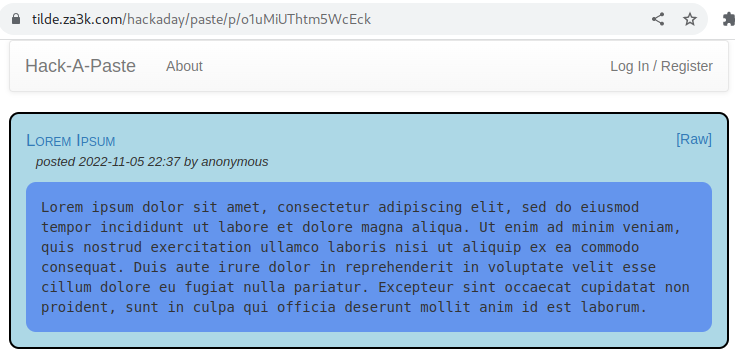 tilde.za3k.com/hackaday/paste/p/o1uMiUThtm5WcEck
Hack-A-Paste About Log In / Register
Lorem Ipsum [Raw]
posted 2022-11-05 22:37 by anonymous
Lorem ipsum dolor sit amet, consectetur adipiscing elit, sed do eiusmod
tempor incididunt ut labore et dolore magna aliqua. Ut enim ad minim veniam,
quis nostrud exercitation ullamco laboris nisi ut aliquip ex ea commodo
consequat. Duis aute irure dolor in reprehenderit in voluptate velit esse
cillum dolore eu fugiat nulla pariatur. Excepteur sint occaecat cupidatat non
proident, sunt in culpa qui officia deserunt mollit anim id est laborum.